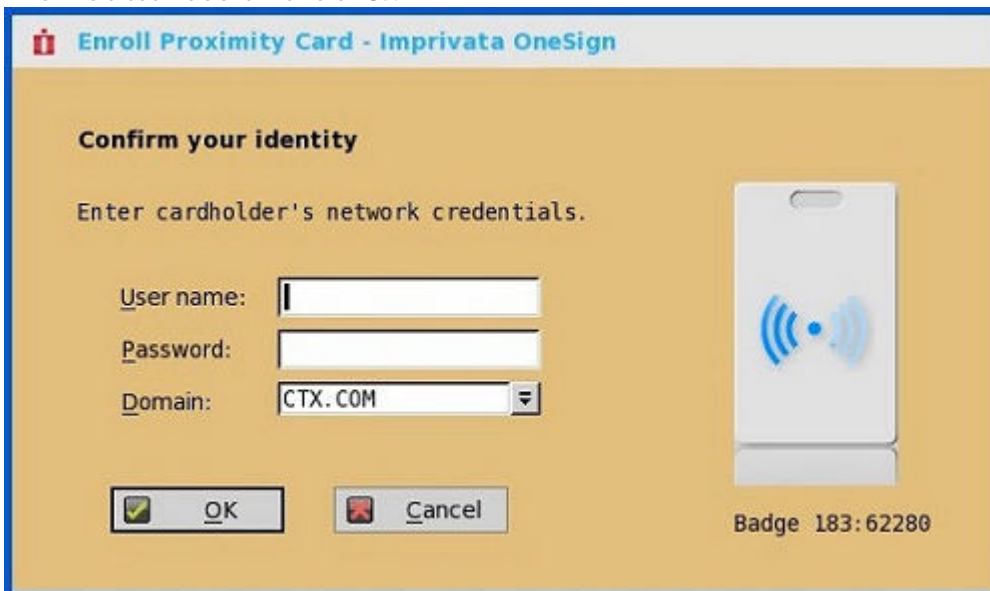 Enroll Proximity Card - Imprivata OneSign
Confirm your identity
Enter cardholder's network credentials.
User name:
Password:
Domain: CTX.COM
OK Cancel
Badge 183:62280